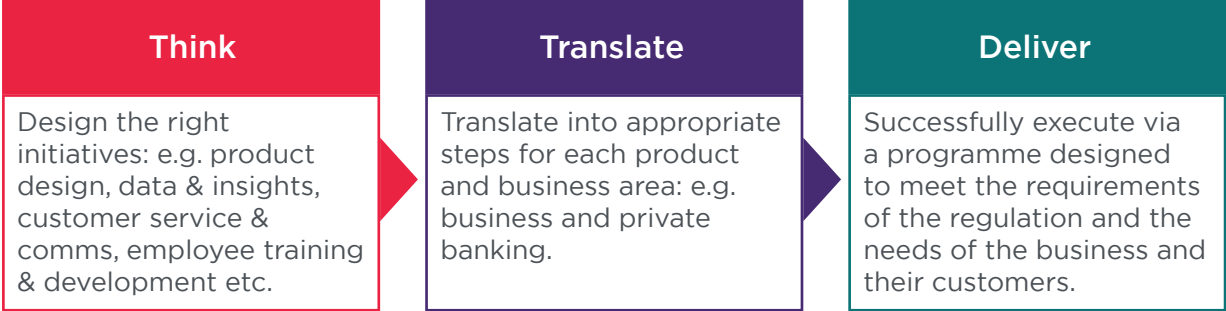 Think
Design the right
initiatives: e.g. product
design, data & insights,
customer service &
comms, employee training
& development etc.
Translate
Translate into appropriate
steps for each product
and business area: e.g.
business and private
banking.
Deliver
Successfully execute via
a programme designed
to meet the requirements
of the regulation and the
needs of the business and
their customers.